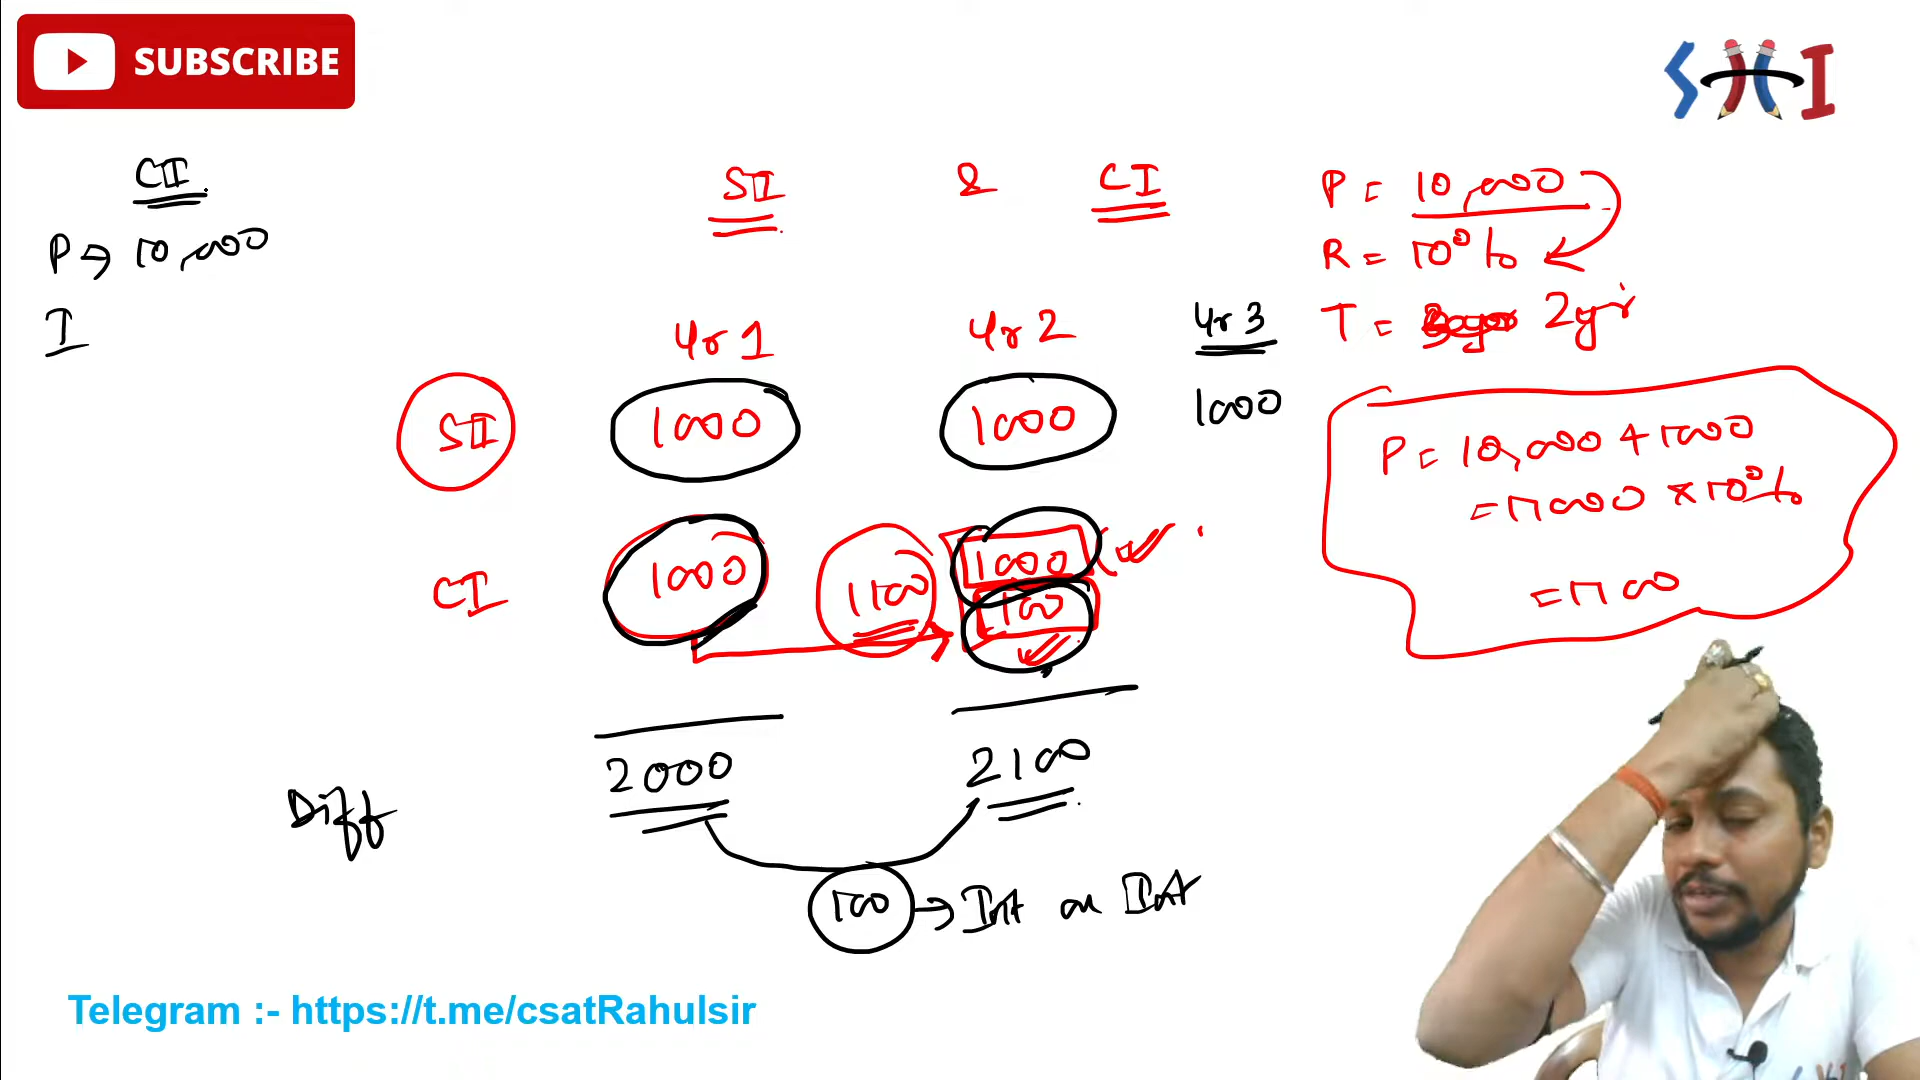 SUBSCRIBE
SHI
CI
P → 10,000
I
SI & CI
P = 10,000
R = 10%
T = 2yr
Yr 1 Yr 2 Yr 3
SI 1000 1000 1000
CI 1000 1100 1000
100
P = 10,000 + 1000
= 11000 × 10%
= 1100
2000 2100
Diff
100 → Int on Int
Telegram :- https://t.me/csatRahulsir